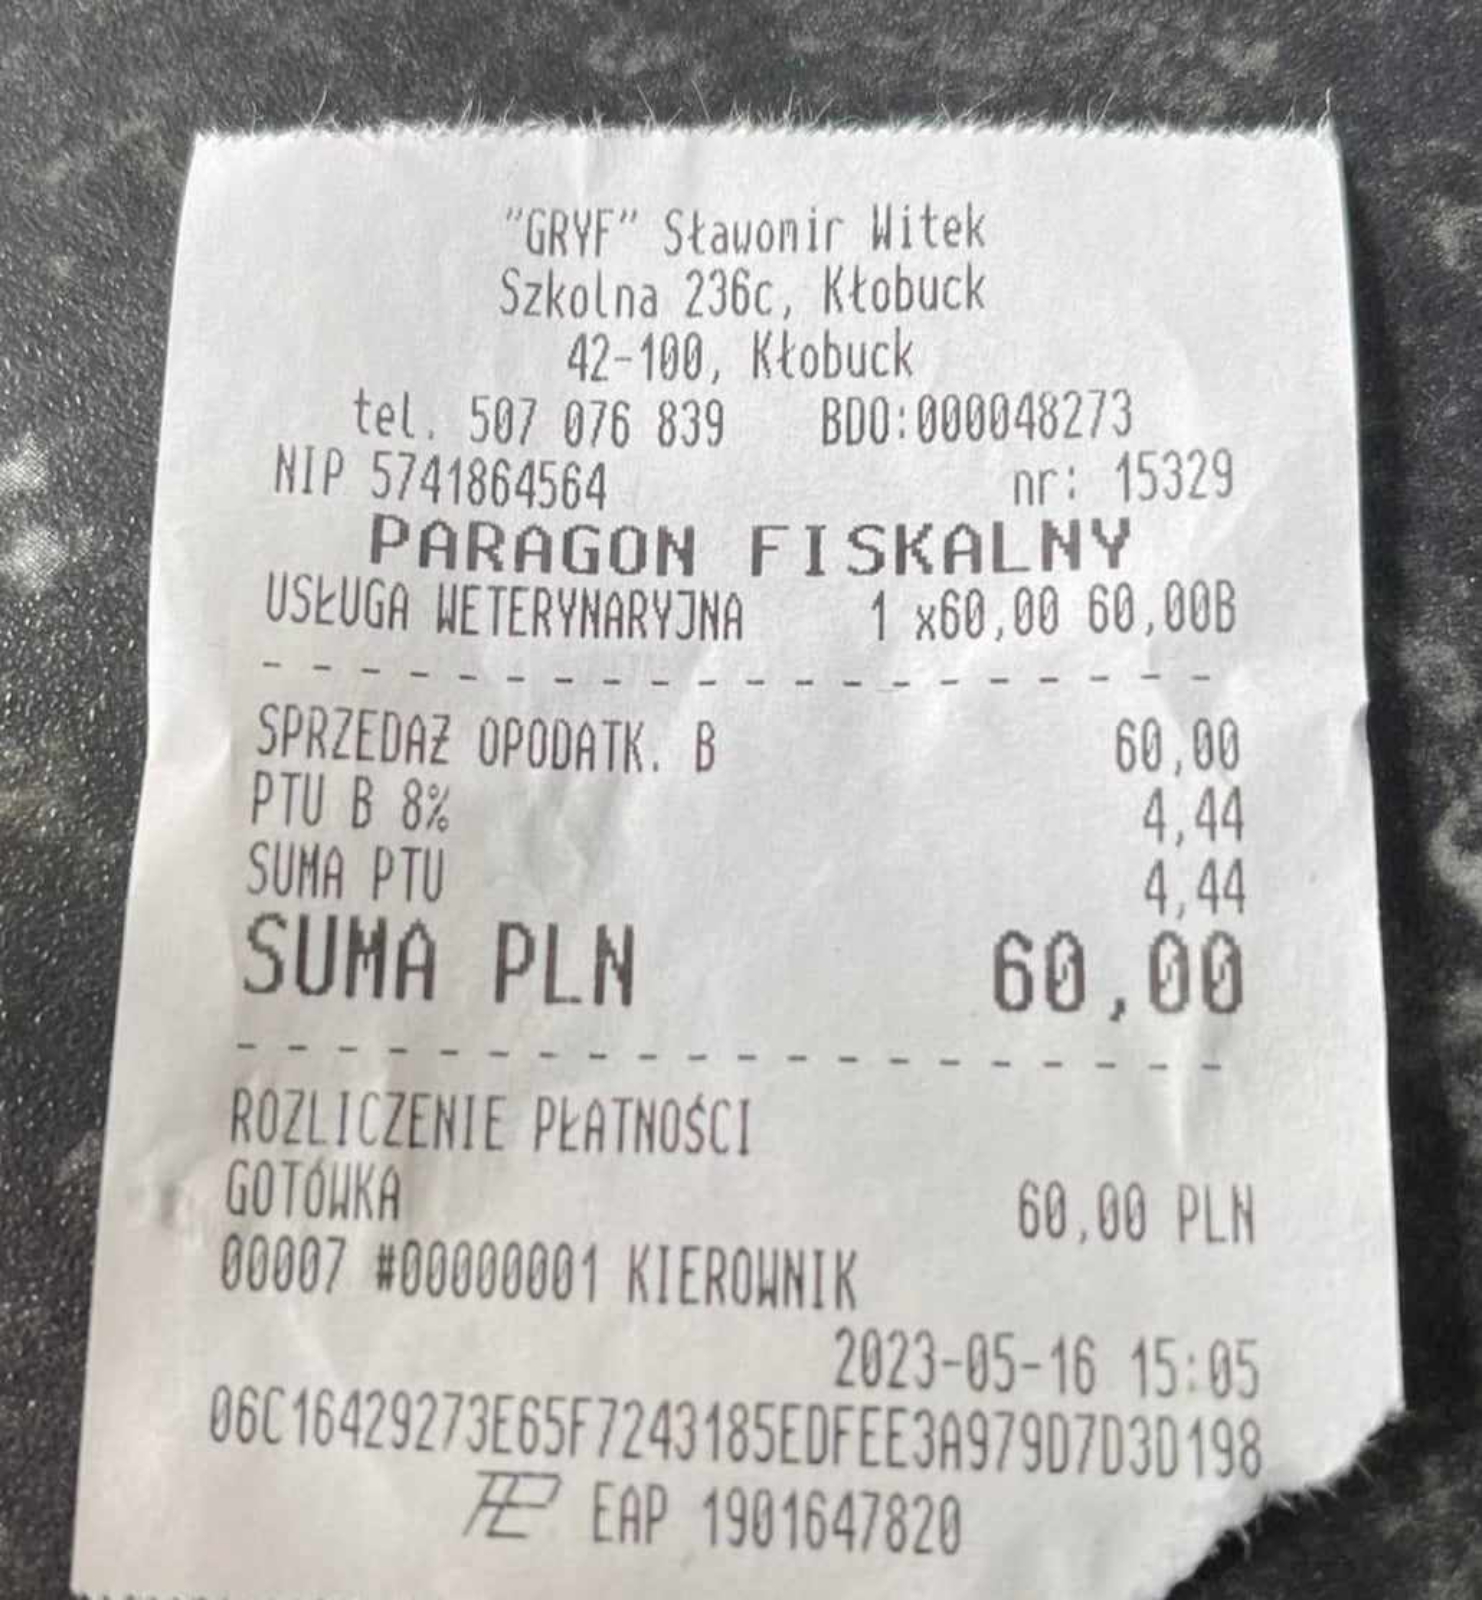 "GRYF" Sławomir Witek
Szkolna 236c, Kłobuck
42-100, Kłobuck
tel. 507 076 839 BDO:000048273
NIP 5741864564 nr: 15329
PARAGON FISKALNY
USŁUGA WETERYNARYJNA 1 x60,00 60,00B
- - - - - - - - - - - - - - - - - - - -
SPRZEDAŻ OPODATK. B 60,00
PTU B 8% 4,44
SUMA PTU 4,44
SUMA PLN 60,00
- - - - - - - - - - - - - - - - - - - -
ROZLICZENIE PŁATNOŚCI
GOTÓWKA 60,00 PLN
00007 #00000001 KIEROWNIK
2023-05-16 15:05
06C16429273E65F7243185EDFEE3A979D7D3D198
EAP 1901647820